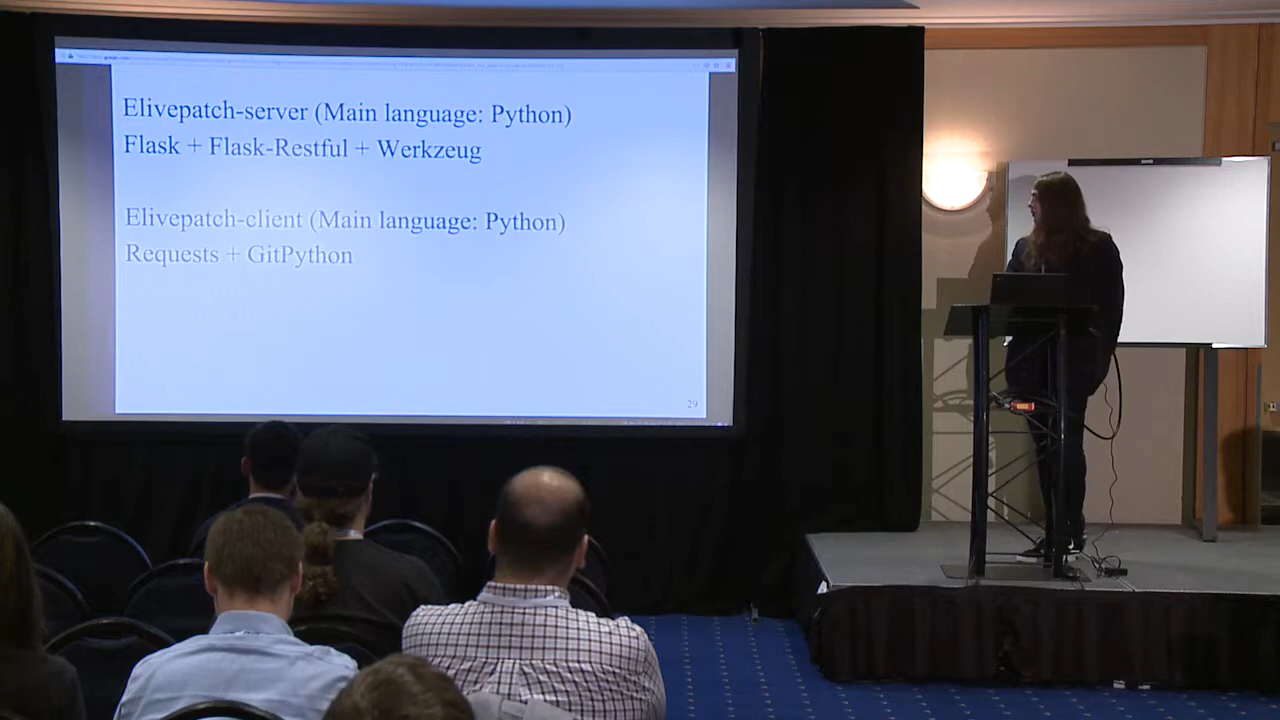 Elivepatch-server (Main language: Python)
Flask + Flask-Restful + Werkzeug
Elivepatch-client (Main language: Python)
Requests + GitPython
29